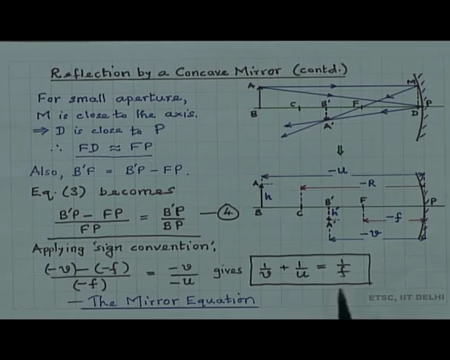 Reflection by a Concave Mirror (contd.)
For small aperture,
M is close to the axis.
⇒ D is close to P
∴ FD ≈ FP
Also, B'F = B'P - FP.
Eq. (3) becomes
B'P - FP / FP = B'P / BP — (4)
Applying 'sign convention',
(-v) - (-f) / (-f) = -v / -u gives 1/v + 1/u = 1/f
— The Mirror Equation
A M
B C B' F D P
A'
⇓
-u
-R
A h
B C B' F P
h'
A' -f
-v
ETSC, IIT DELHI